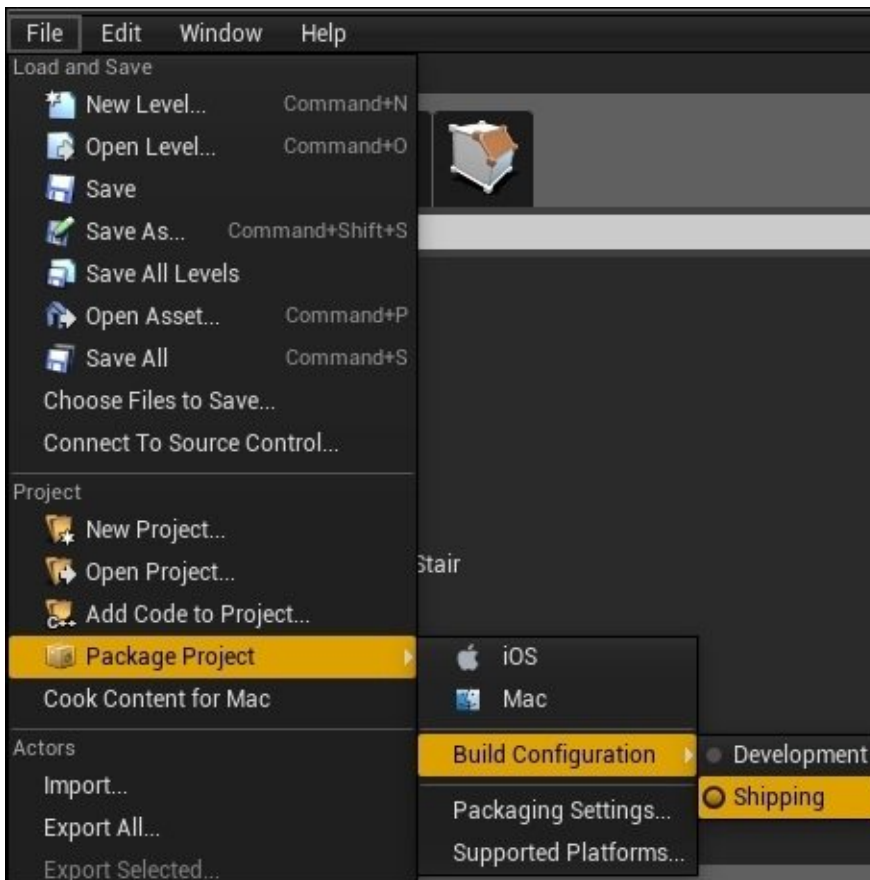 File Edit Window Help
Load and Save
New Level... Command+N
Open Level... Command+O
Save
Save As... Command+Shift+S
Save All Levels
Open Asset... Command+P
Save All Command+S
Choose Files to Save...
Connect To Source Control...
Project
New Project...
Open Project...
Stair
C++ Add Code to Project...
Package Project
iOS
Cook Content for Mac
Mac
Actors
Build Configuration
Development
Import...
Packaging Settings...
Shipping
Export All...
Supported Platforms...
Export Selected...